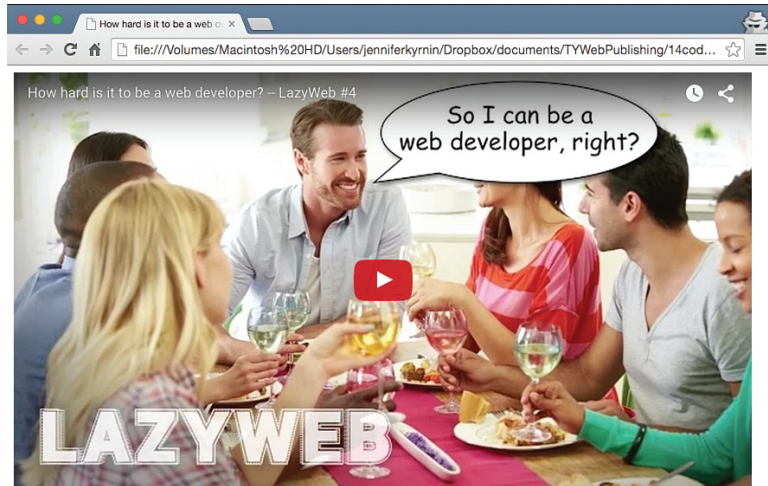 How hard is it to be a web d
file:///Volumes/Macintosh%20HD/Users/jenniferkyrnin/Dropbox/documents/TYWebPublishing/14cod...
How hard is it to be a web developer? -- LazyWeb #4
So I can be a
web developer, right?
LAZYWEB